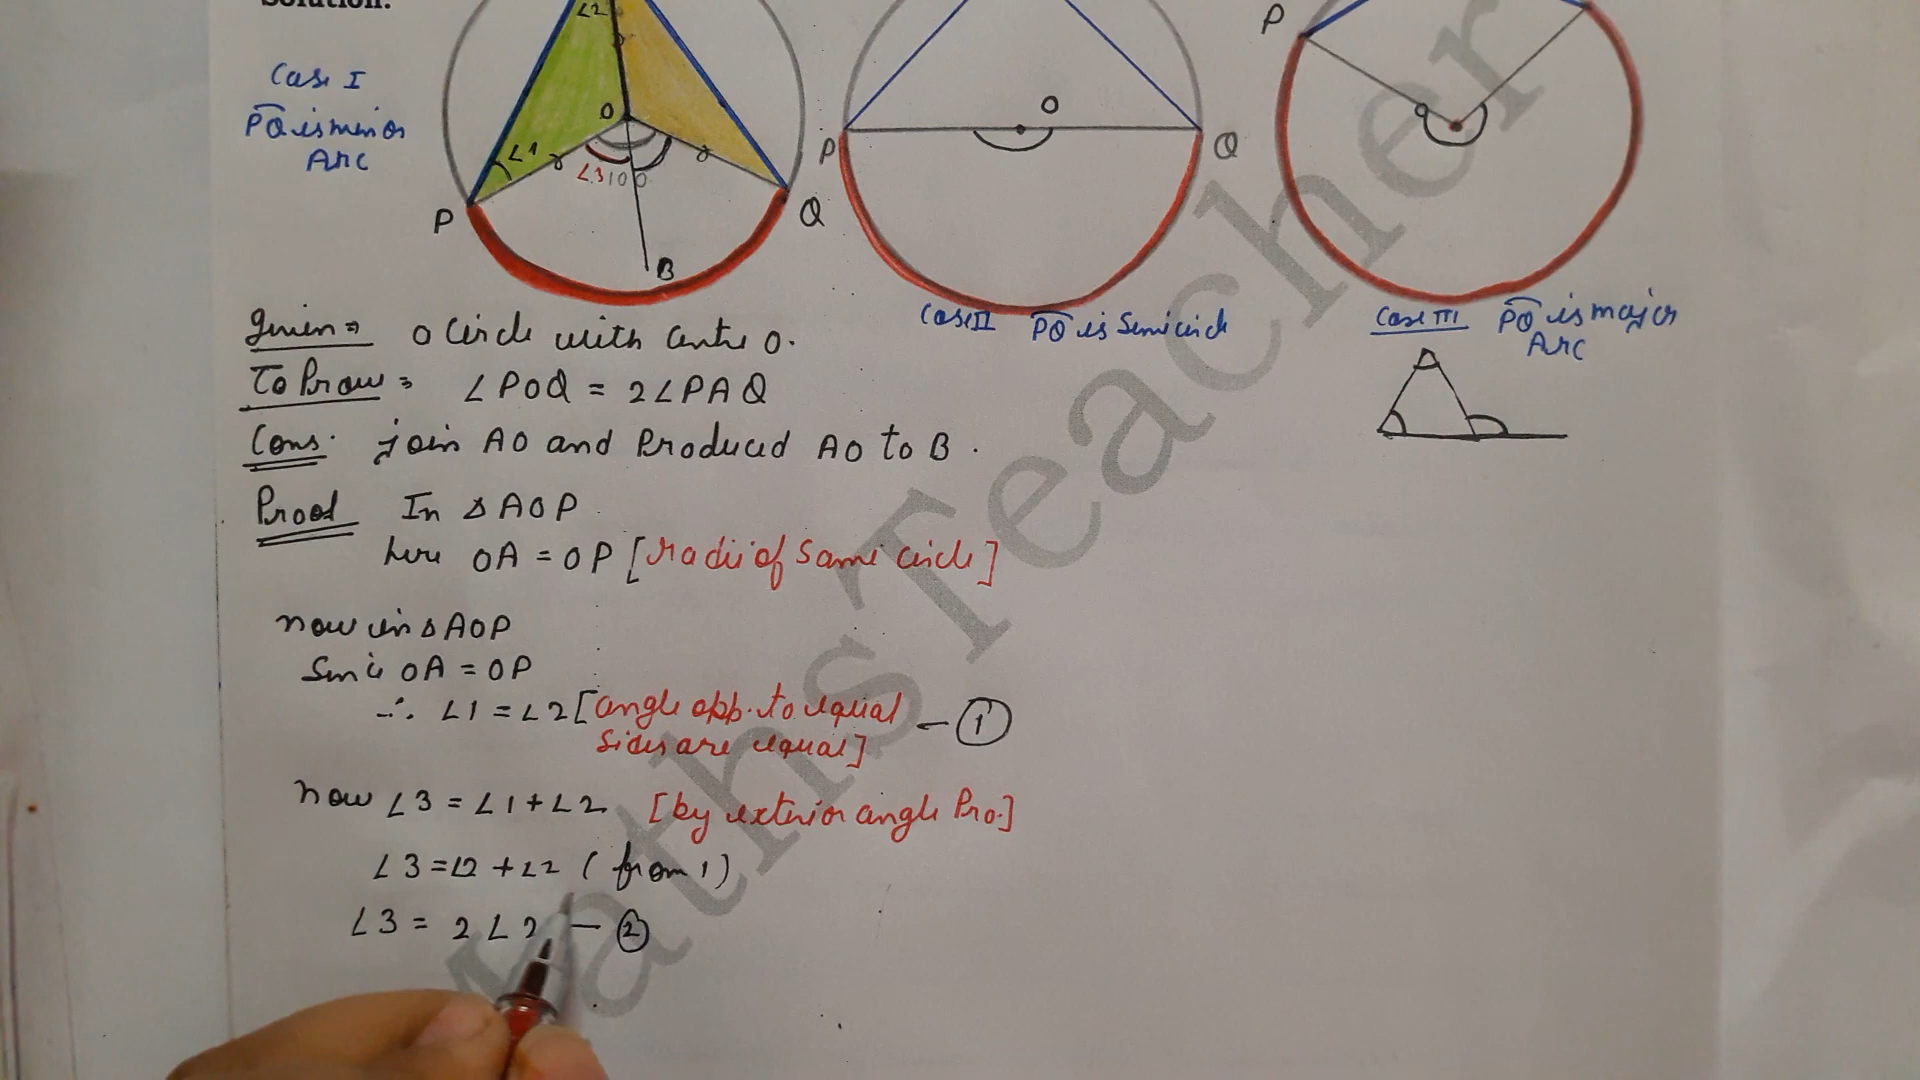 Solution:
∠2
Case I
PQ is minor
Arc
∠1
O
∠3
P
Q
B
O
P
Q
P
Case II PQ is Semicircle
Case III PQ is major
Arc
Given ⇒ a Circle with Centre O.
To Prove ⇒ ∠POQ = 2∠PAQ
Cons. join AO and Produced AO to B.
Proof In △AOP
here OA = OP [radii of same circle]
now in △AOP
Since OA = OP
∴ ∠1 = ∠2 [angle opp. to equal
sides are equal] — ①
now ∠3 = ∠1 + ∠2 [by exterior angle Pro.]
∠3 = ∠2 + ∠2 (from 1)
∠3 = 2∠2 — ②
MathsTeacher